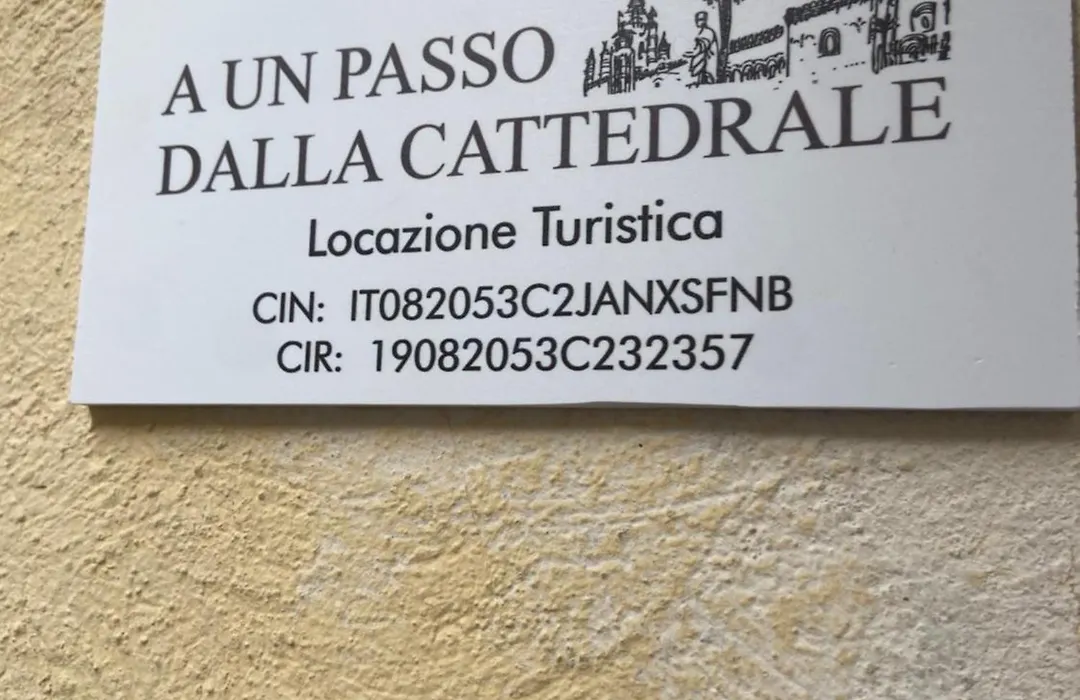 A UN PASSO
DALLA CATTEDRALE
Locazione Turistica
CIN: IT082053C2JANXSFNB
CIR: 19082053C232357